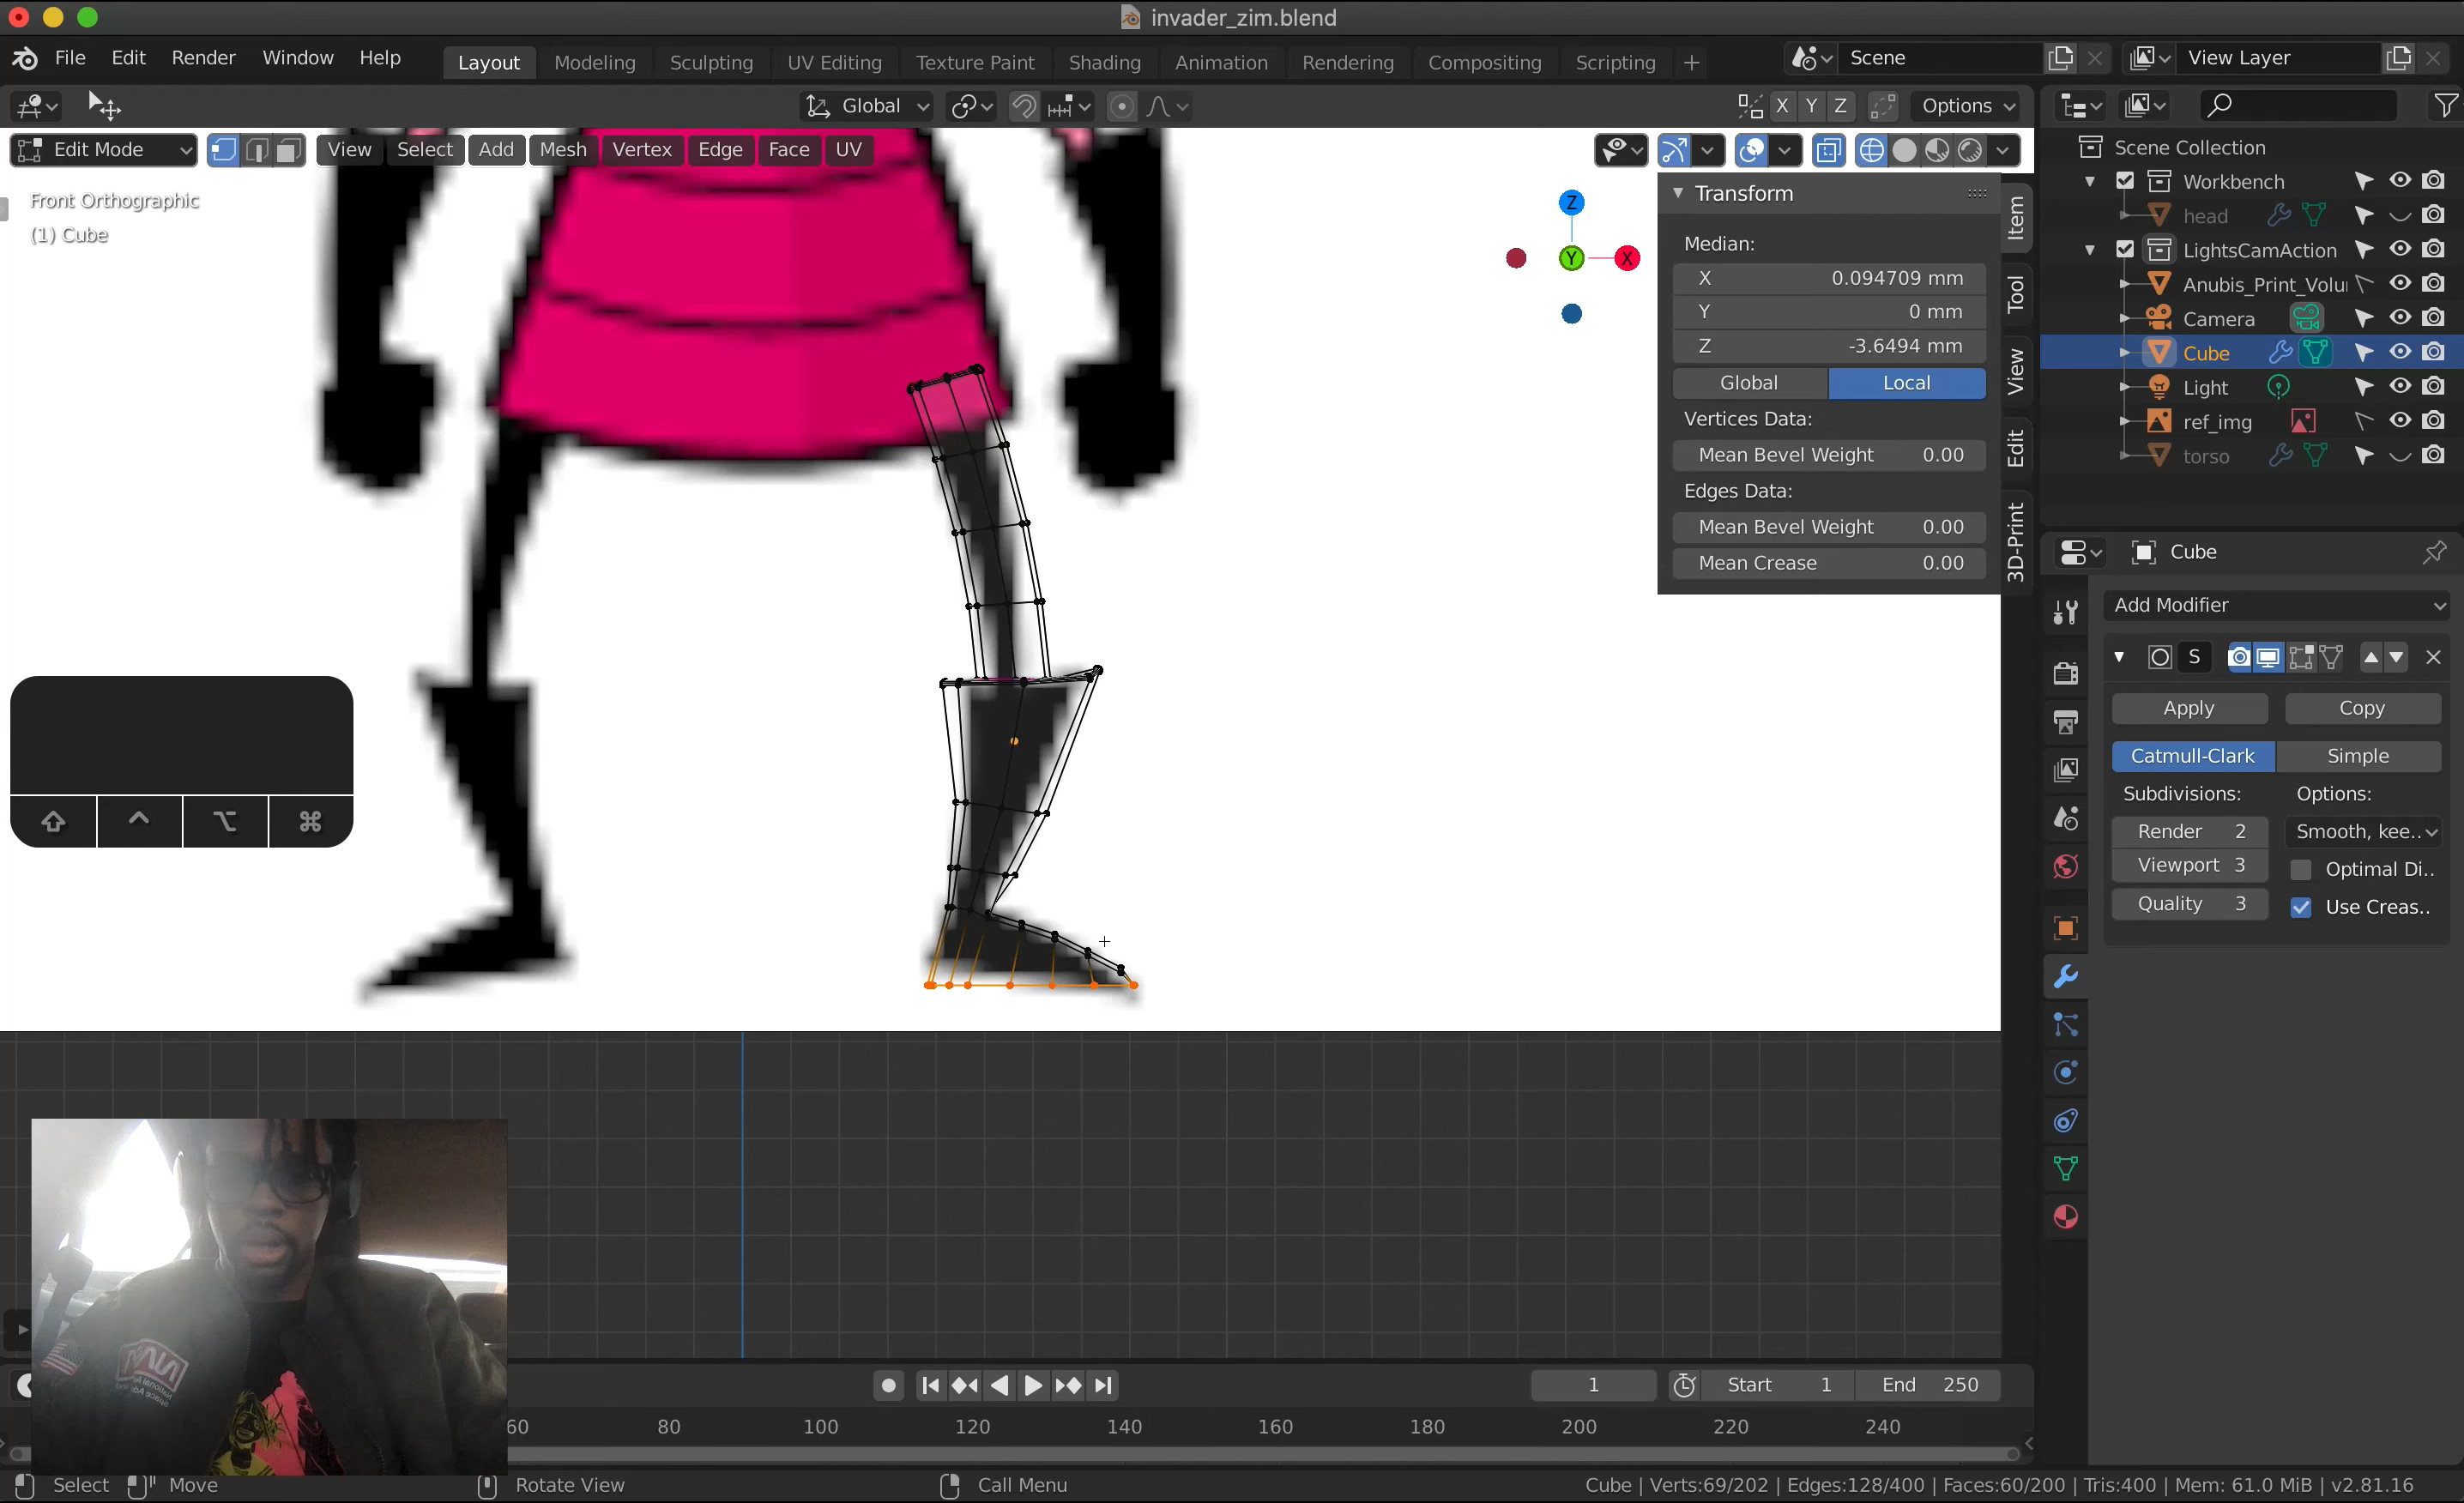 invader_zim.blend
File Edit Render Window Help Layout Modeling Sculpting UV Editing Texture Paint Shading Animation Rendering Compositing Scripting + Scene View Layer
Global X Y Z Options
Edit Mode View Select Add Mesh Vertex Edge Face UV
Scene Collection
Workbench
head
LightsCamAction
Anubis_Print_Volu
Camera
Cube
Light
ref_img
torso
Front Orthographic
(1) Cube
Z
Y X
Transform
Median:
X 0.094709 mm
Y 0 mm
Z -3.6494 mm
Global Local
Vertices Data:
Mean Bevel Weight 0.00
Edges Data:
Mean Bevel Weight 0.00
Mean Crease 0.00
Item
Tool
View
Edit
3D-Print
Cube
Add Modifier
S
Apply Copy
Catmull-Clark Simple
Subdivisions: Options:
Render 2 Smooth, kee..
Viewport 3 Optimal Di..
Quality 3 Use Creas..
1 Start 1 End 250
60 80 100 120 140 160 180 200 220 240
Select Move Rotate View Call Menu Cube | Verts:69/202 | Edges:128/400 | Faces:60/200 | Tris:400 | Mem: 61.0 MiB | v2.81.16